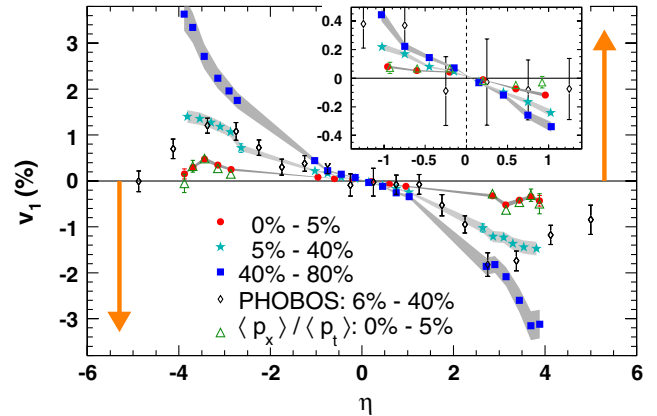 3
2
1
0
-1
-2
-3
v1 (%)
-6 -4 -2 0 2 4 6
η
0.4
0.2
0
-0.2
-0.4
-1 -0.5 0 0.5 1
0% - 5%
5% - 40%
40% - 80%
PHOBOS: 6% - 40%
⟨ p_x ⟩ / ⟨ p_t ⟩: 0% - 5%